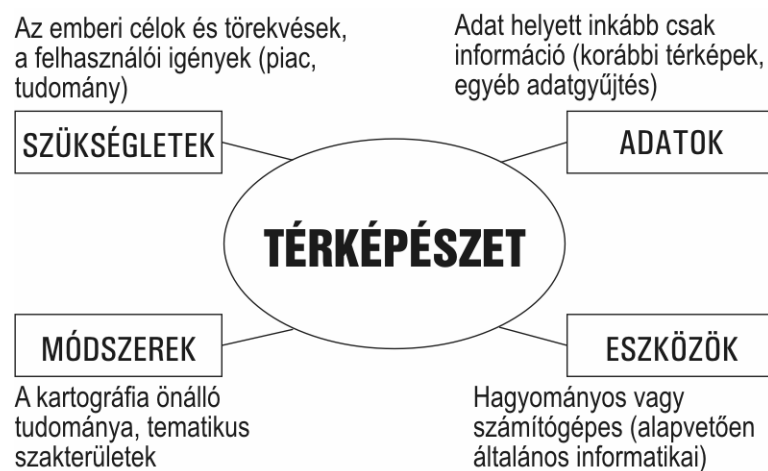 Az emberi célok és törekvések,
a felhasználói igények (piac,
tudomány)
SZÜKSÉGLETEK
Adat helyett inkább csak
információ (korábbi térképek,
egyéb adatgyűjtés)
ADATOK
TÉRKÉPÉSZET
MÓDSZEREK
A kartográfia önálló
tudománya, tematikus
szakterületek
ESZKÖZÖK
Hagyományos vagy
számítógépes (alapvetően
általános informatikai)